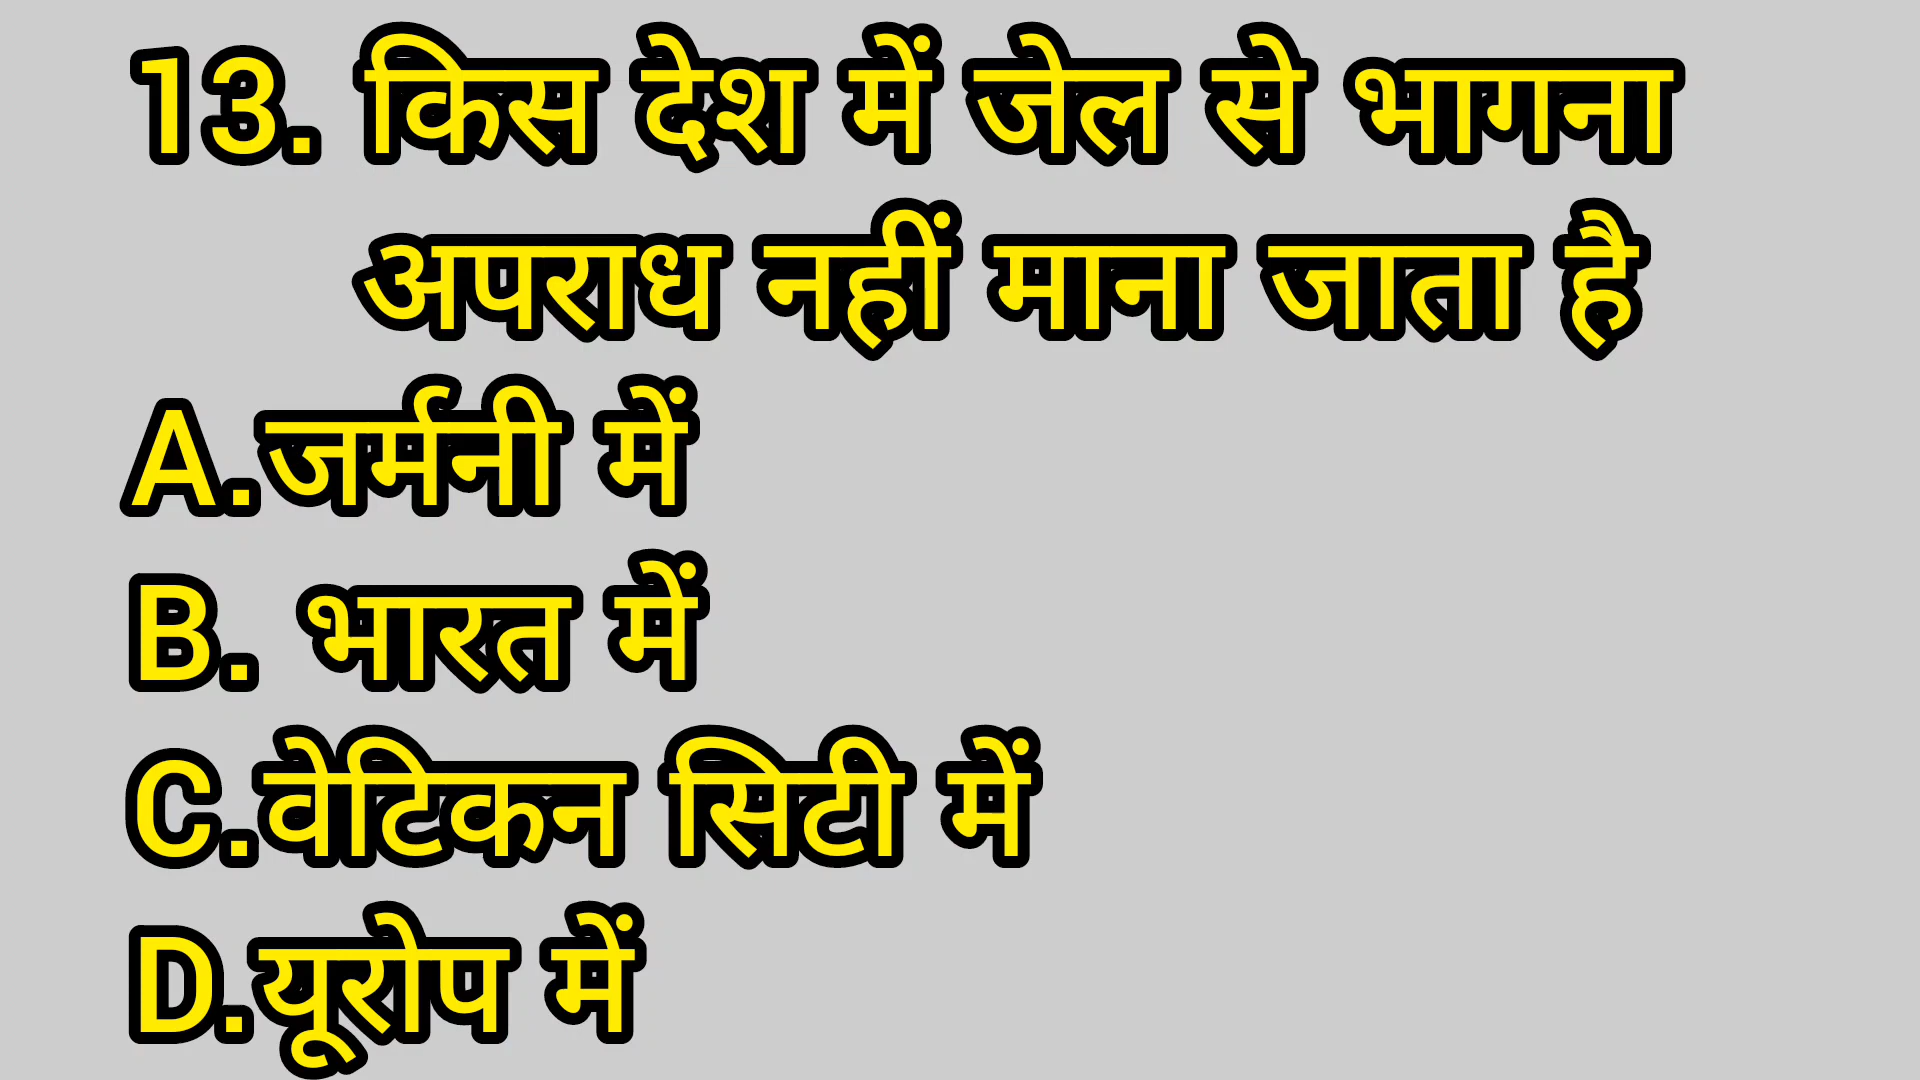 13. किस देश में जेल से भागना
अपराध नहीं माना जाता है
A.जर्मनी में
B. भारत में
C.वेटिकन सिटी में
D.यूरोप में